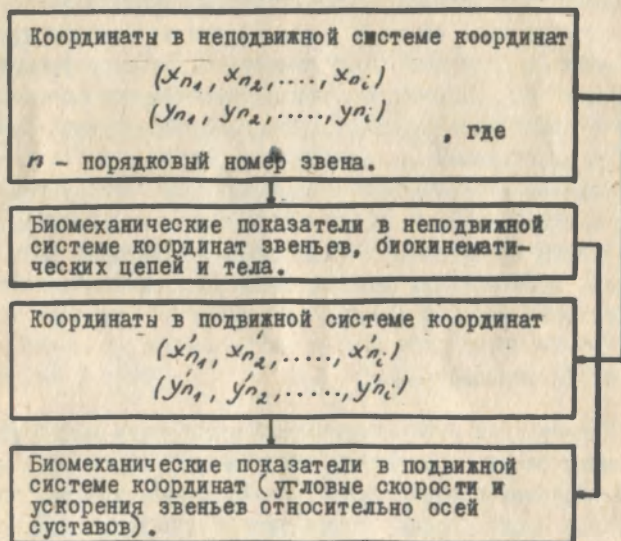 Координаты в неподвижной системе координат
(xn₁, xn₂, ...., xnᵢ)
(yn₁, yn₂, ....., ynᵢ)
, где
n – порядковый номер звена.
Биомеханические показатели в неподвижной
системе координат звеньев, биокинемати-
ческих цепей и тела.
Координаты в подвижной системе координат
(x'n₁, x'n₂, ....., x'nᵢ)
(y'n₁, y'n₂, ....., y'nᵢ)
Биомеханические показатели в подвижной
системе координат (угловые скорости и
ускорения звеньев относительно осей
суставов).